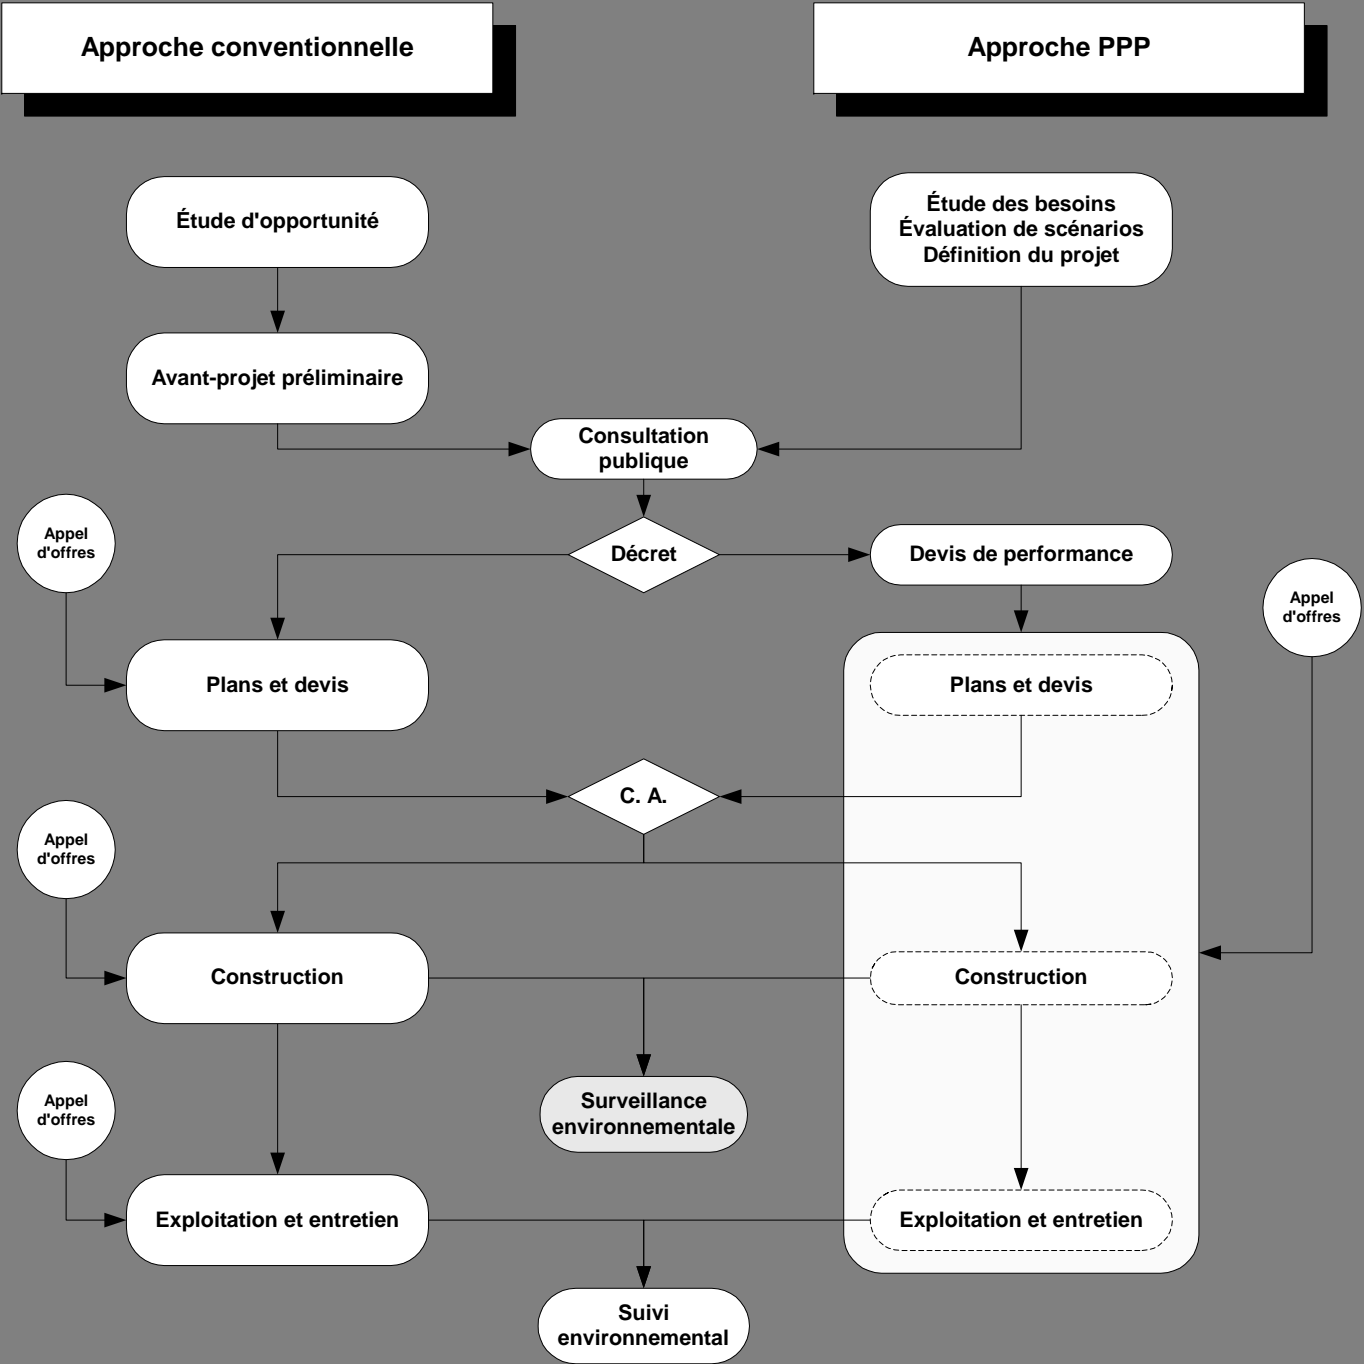 Approche conventionnelle
Approche PPP
Étude d'opportunité
Étude des besoins
Évaluation de scénarios
Définition du projet
Avant-projet préliminaire
Consultation
publique
Appel
d'offres
Décret
Devis de performance
Appel
d'offres
Plans et devis
Plans et devis
C. A.
Appel
d'offres
Construction
Construction
Surveillance
environnementale
Appel
d'offres
Exploitation et entretien
Exploitation et entretien
Suivi
environnemental